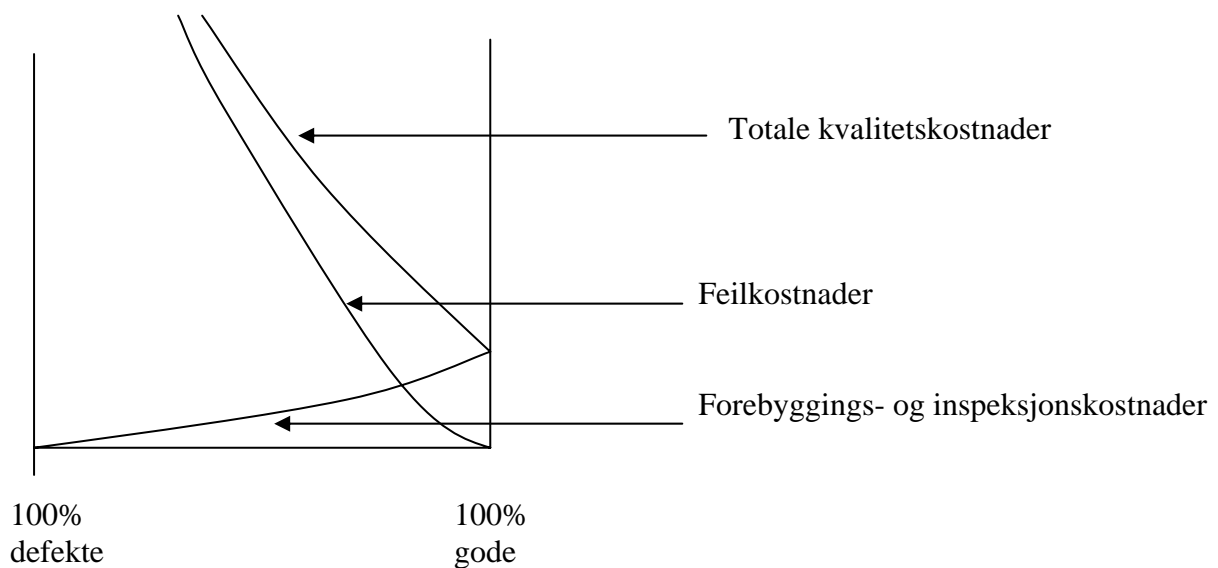 Totale kvalitetskostnader
Feilkostnader
Forebyggings- og inspeksjonskostnader
100%
defekte
100%
gode